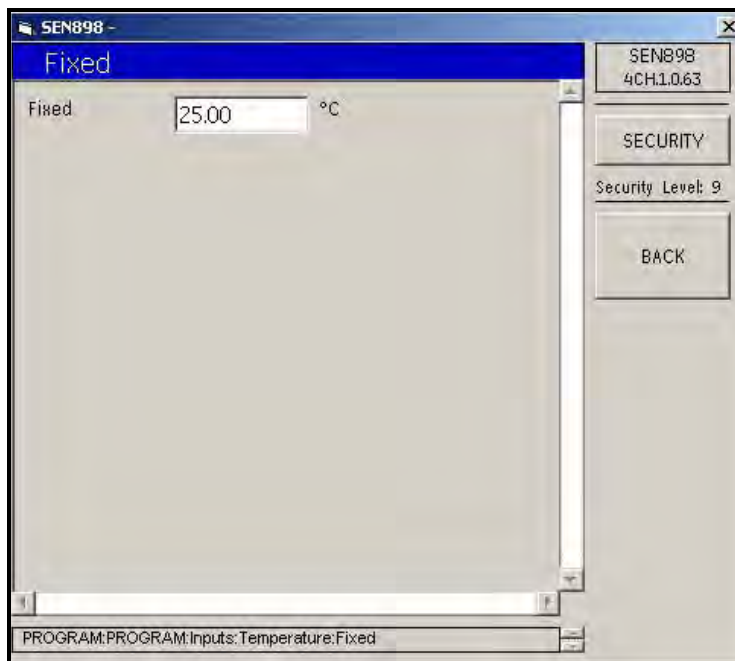 SEN898 -
Fixed
Fixed 25.00 °C
SEN898
4CH.1.0.63
SECURITY
Security Level: 9
BACK
PROGRAM:PROGRAM:Inputs:Temperature:Fixed